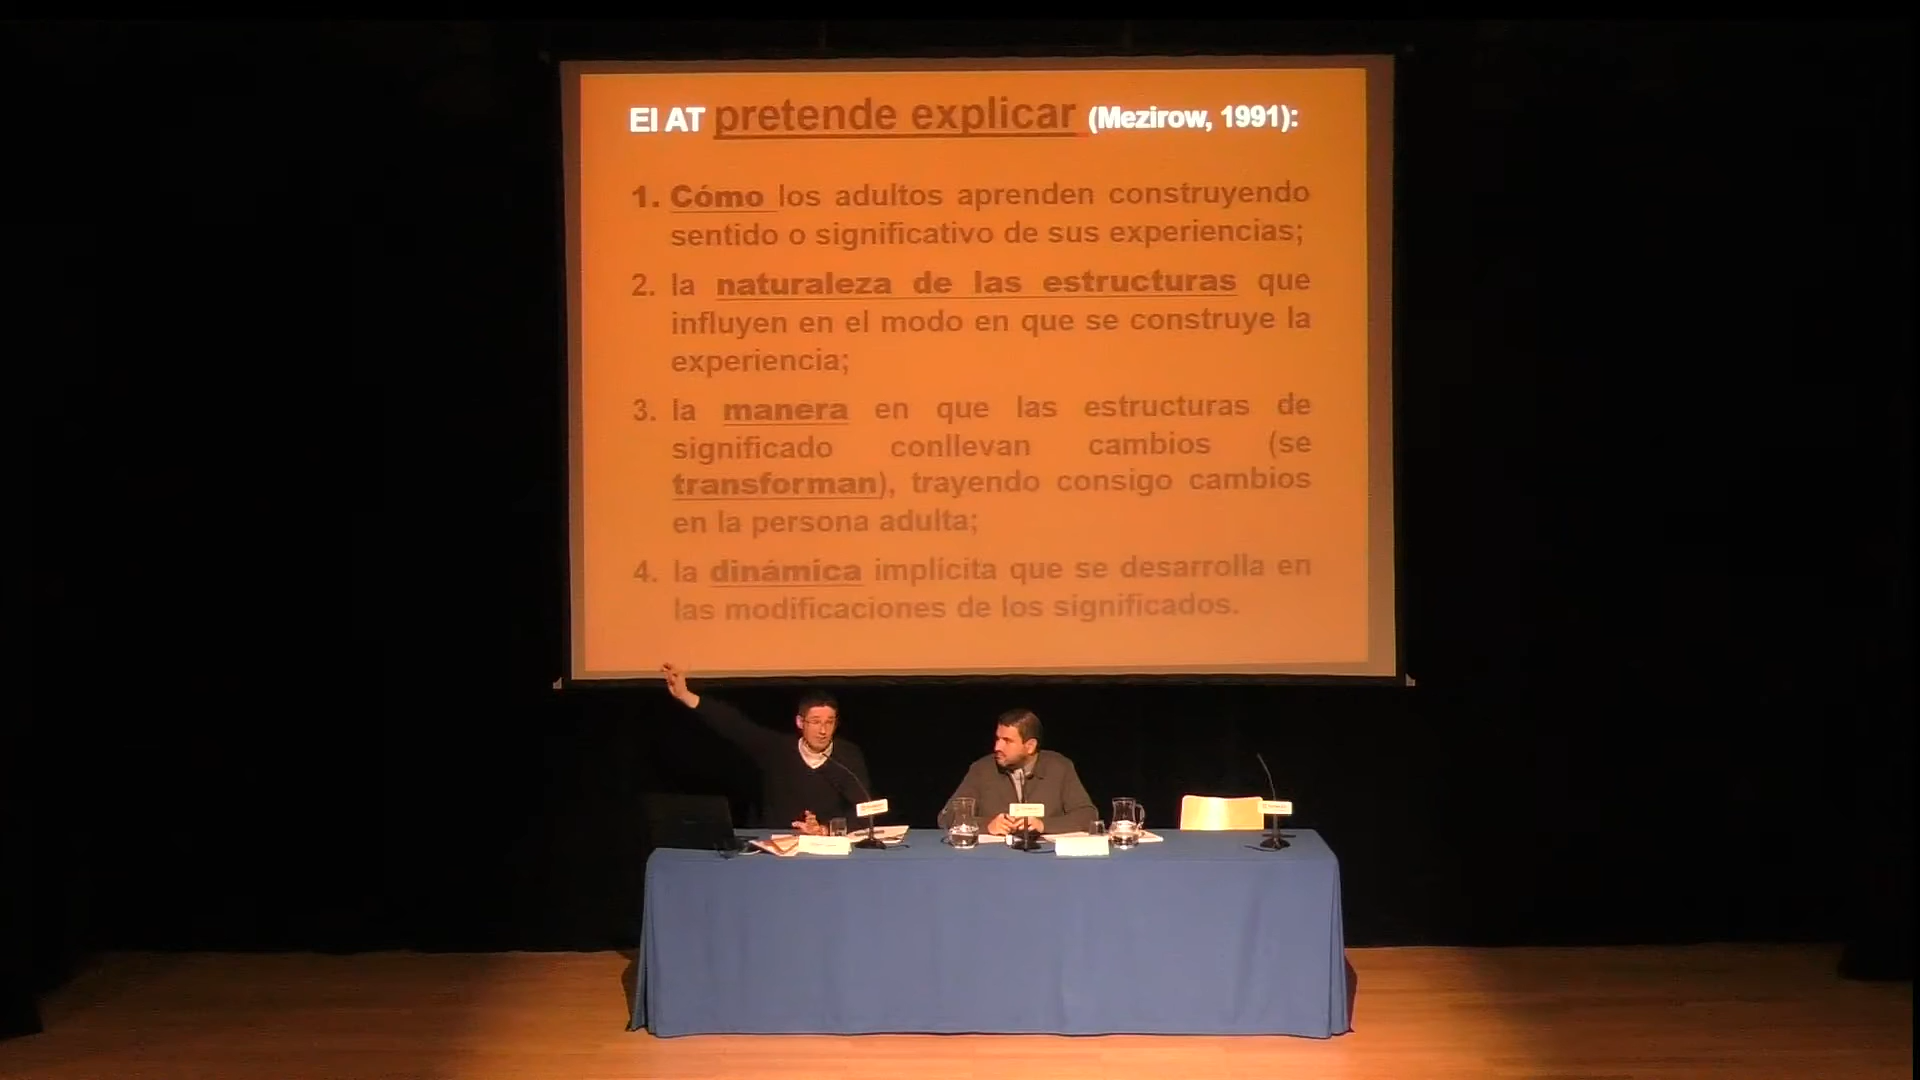 El AT pretende explicar (Mezirow, 1991):
1. Cómo los adultos aprenden construyendo
sentido o significativo de sus experiencias;
2. la naturaleza de las estructuras que
influyen en el modo en que se construye la
experiencia;
3. la manera en que las estructuras de
significado conllevan cambios (se
transforman), trayendo consigo cambios
en la persona adulta;
4. la dinámica implícita que se desarrolla en
las modificaciones de los significados.